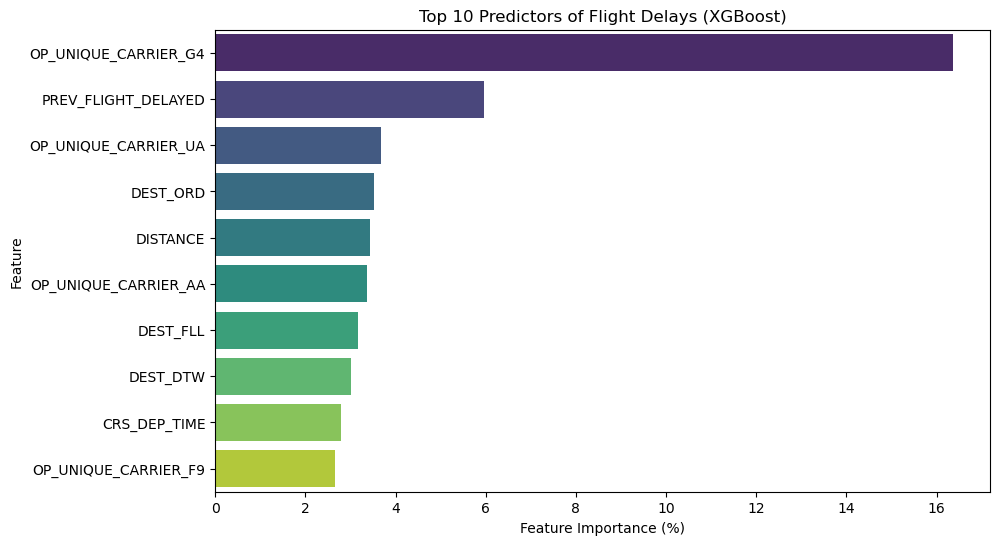 Top 10 Predictors of Flight Delays (XGBoost)
OP_UNIQUE_CARRIER_G4
PREV_FLIGHT_DELAYED
OP_UNIQUE_CARRIER_UA
DEST_ORD
DISTANCE
OP_UNIQUE_CARRIER_AA
DEST_FLL
DEST_DTW
CRS_DEP_TIME
OP_UNIQUE_CARRIER_F9
Feature
0 2 4 6 8 10 12 14 16
Feature Importance (%)